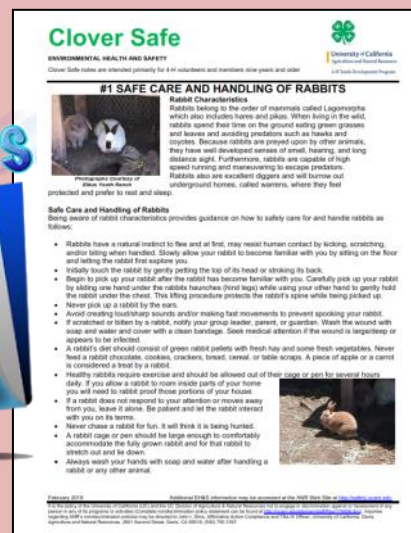 Clover Safe
ENVIRONMENTAL HEALTH AND SAFETY
Clover Safe notes are intended primarily for 4-H volunteers and members nine years and older
University of California
Agriculture and Natural Resources
4-H Youth Development Program
#1 SAFE CARE AND HANDLING OF RABBITS
Rabbit Characteristics
Rabbits belong to the order of mammals called Lagomorpha
which also includes hares and pikas. When living in the wild,
rabbits spend their time on the ground eating green grasses
and leaves and avoiding predators such as hawks and
coyotes. Because rabbits are preyed upon by other animals,
they have well developed senses of smell, hearing, and long
distance sight. Furthermore, rabbits are capable of high
speed running and maneuvering to escape predators.
Rabbits also are excellent diggers and will burrow out
underground homes, called warrens, where they feel
protected and prefer to rest and sleep.
Photographs Courtesy of
Youth Ranch
Safe Care and Handling of Rabbits
Being aware of rabbit characteristics provides guidance on how to safely care for and handle rabbits as
follows:
• Rabbits have a natural instinct to flee and at first, may resist human contact by kicking, scratching,
and/or biting when handled. Slowly allow your rabbit to become familiar with you by sitting on the floor
and letting the rabbit first explore you.
• Initially touch the rabbit by gently petting the top of its head or stroking its back.
• Begin to pick up your rabbit after the rabbit has become familiar with you. Carefully pick up your rabbit
by sliding one hand under the rabbits haunches (hind legs) while using your other hand to gently hold
the rabbit under the chest. This lifting procedure protects the rabbit's spine while being picked up.
• Never pick up a rabbit by the ears.
• Avoid creating loud/sharp sounds and/or making fast movements to prevent spooking your rabbit.
• If scratched or bitten by a rabbit, notify your group leader, parent, or guardian. Wash the wound with
soap and water and cover with a clean bandage. Seek medical attention if the wound is large/deep or
appears to be infected.
• A rabbit's diet should consist of green rabbit pellets with fresh hay and some fresh vegetables. Never
feed a rabbit chocolate, cookies, crackers, bread, cereal, or table scraps. A piece of apple or a carrot
is considered a treat by a rabbit.
• Healthy rabbits require exercise and should be allowed out of their cage or pen for several hours
daily. If you allow a rabbit to roam inside parts of your home
you will need to rabbit proof those portions of your house.
• If a rabbit does not respond to your attention or moves away
from you, leave it alone. Be patient and let the rabbit interact
with you on its terms.
• Never chase a rabbit for fun. It will think it is being hunted.
• A rabbit cage or pen should be large enough to comfortably
accommodate the fully grown rabbit and for that rabbit to
stretch out and lie down.
• Always wash your hands with soap and water after handling a
rabbit or any other animal.
February 2010
Additional EH&S information may be accessed at the ANR Web Site at
S